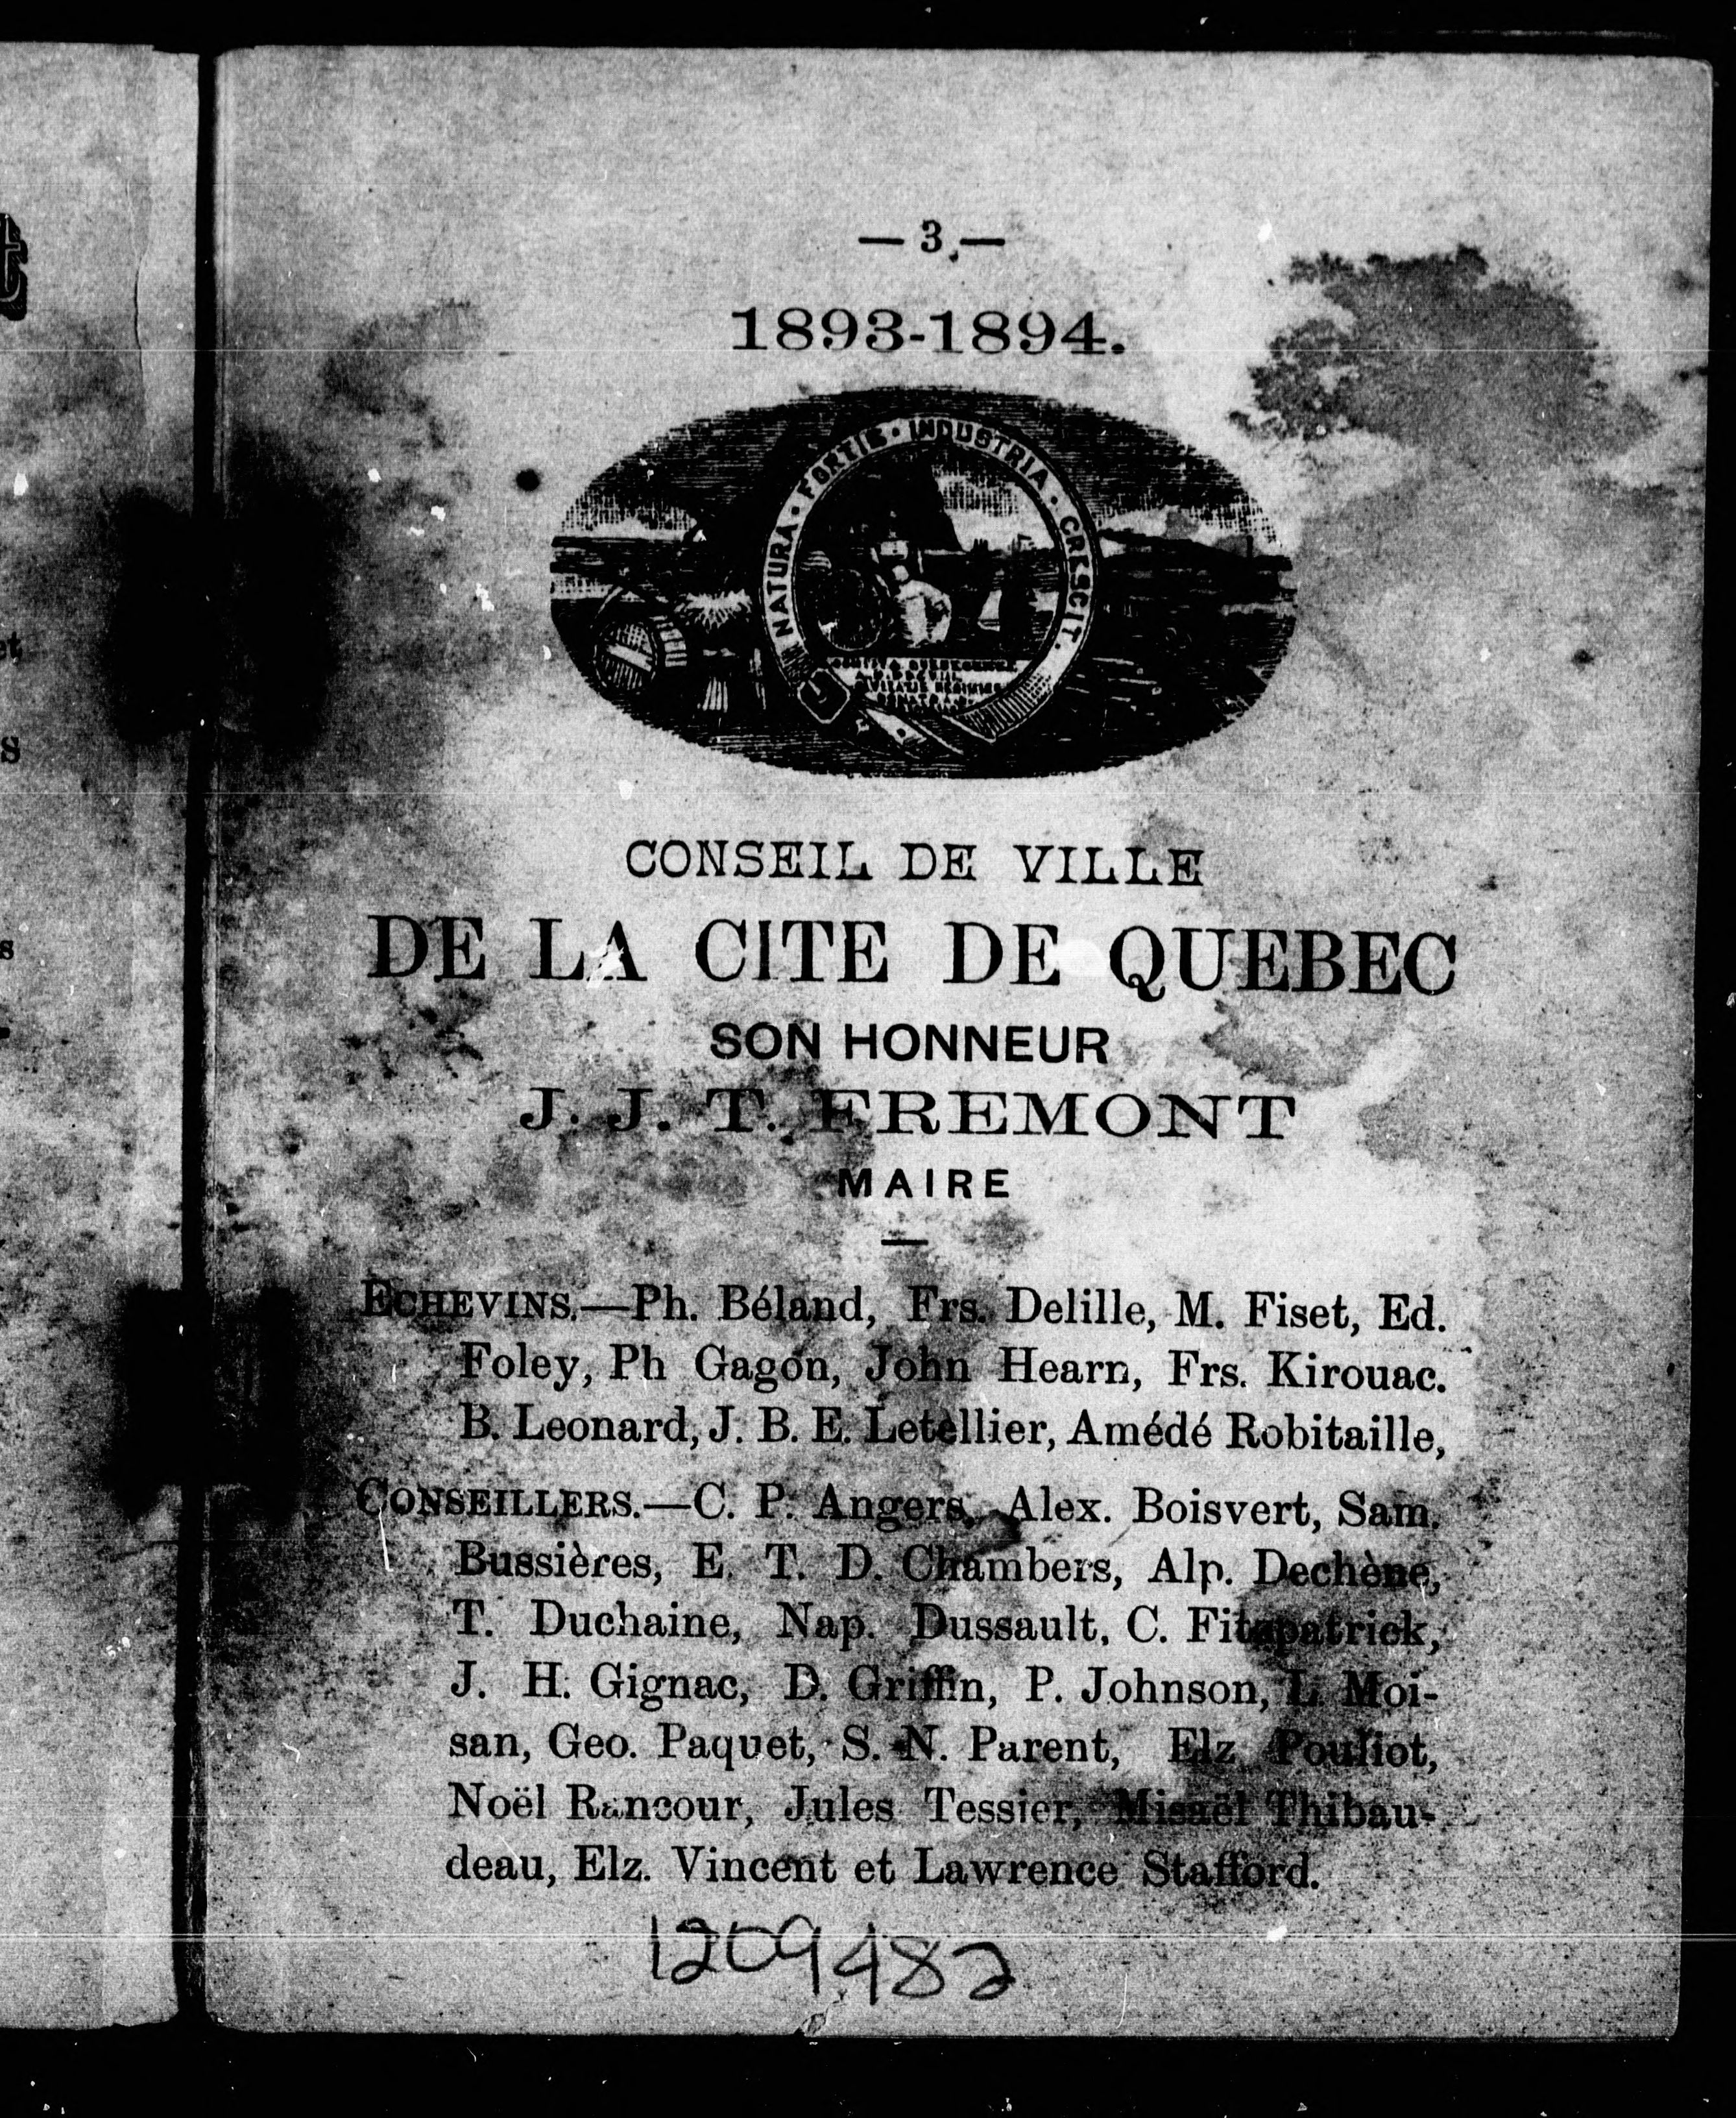 — 3 —
1893-1894.
NATURA · FORTIS · INDUSTRIA · CRESCIT.
CONSEIL DE VILLE
DE LA CITE DE QUEBEC
SON HONNEUR
J. J. T. FREMONT
MAIRE
ECHEVINS.—Ph. Béland, Frs. Delille, M. Fiset, Ed.
Foley, Ph Gagon, John Hearn, Frs. Kirouac.
B. Leonard, J. B. E. Letellier, Amédé Robitaille,
CONSEILLERS.—C. P. Angers, Alex. Boisvert, Sam.
Bussières, E. T. D. Chambers, Alp. Dechène,
T. Duchaine, Nap. Dussault, C. Fitzpatrick,
J. H. Gignac, D. Griffin, P. Johnson, L. Moi-
san, Geo. Paquet, S. N. Parent, Elz Pouliot,
Noël Rancour, Jules Tessier, Misaël Thibau-
deau, Elz. Vincent et Lawrence Stafford.
1209482